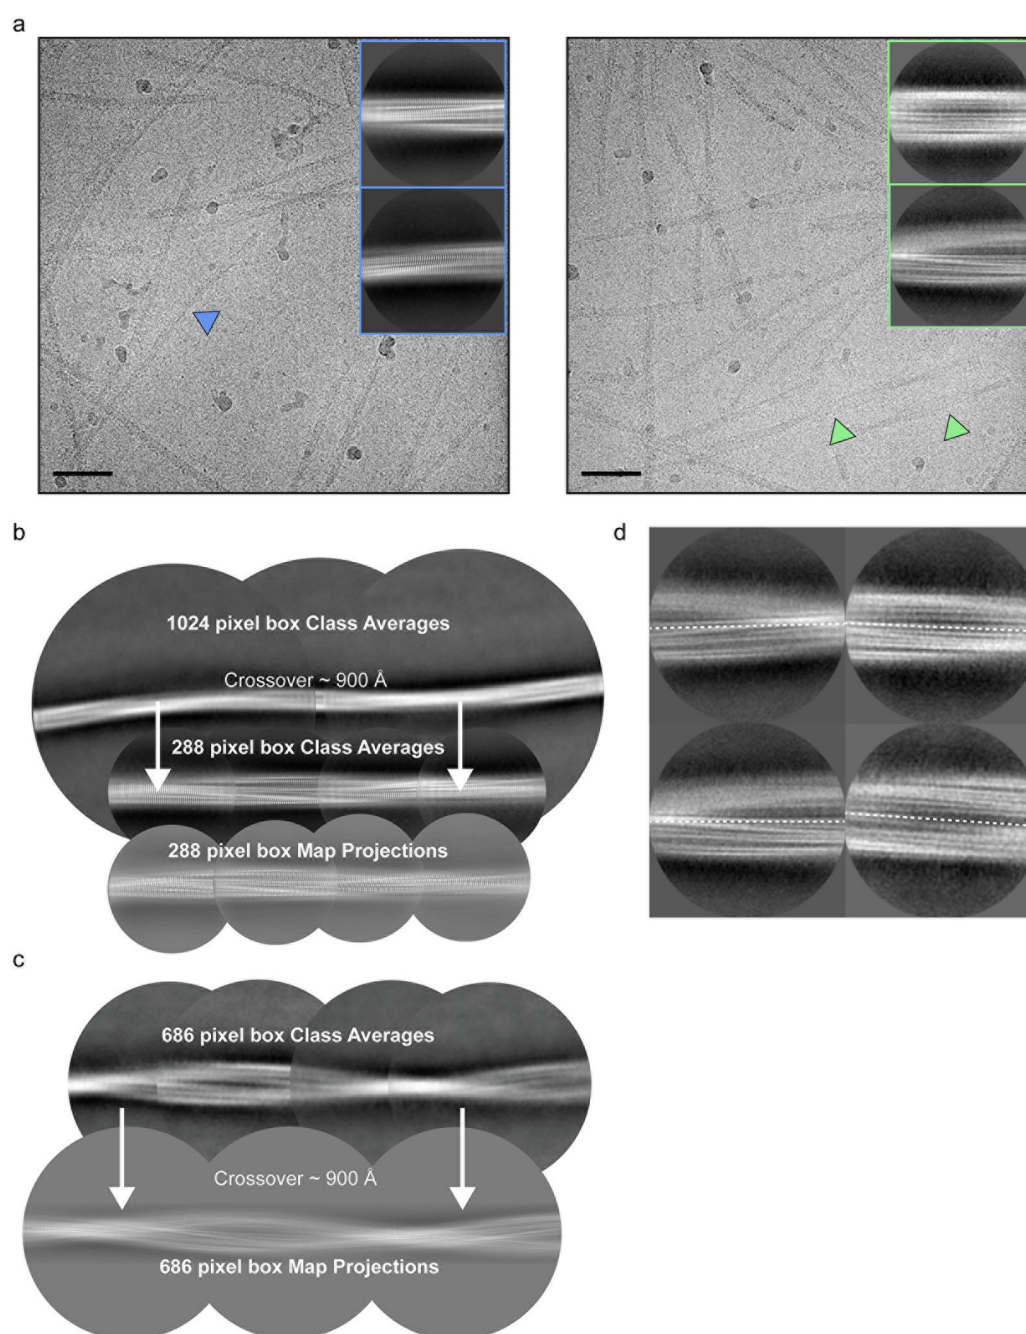 a
b
1024 pixel box Class Averages
Crossover ~ 900 Å
288 pixel box Class Averages
288 pixel box Map Projections
d
c
686 pixel box Class Averages
Crossover ~ 900 Å
686 pixel box Map Projections